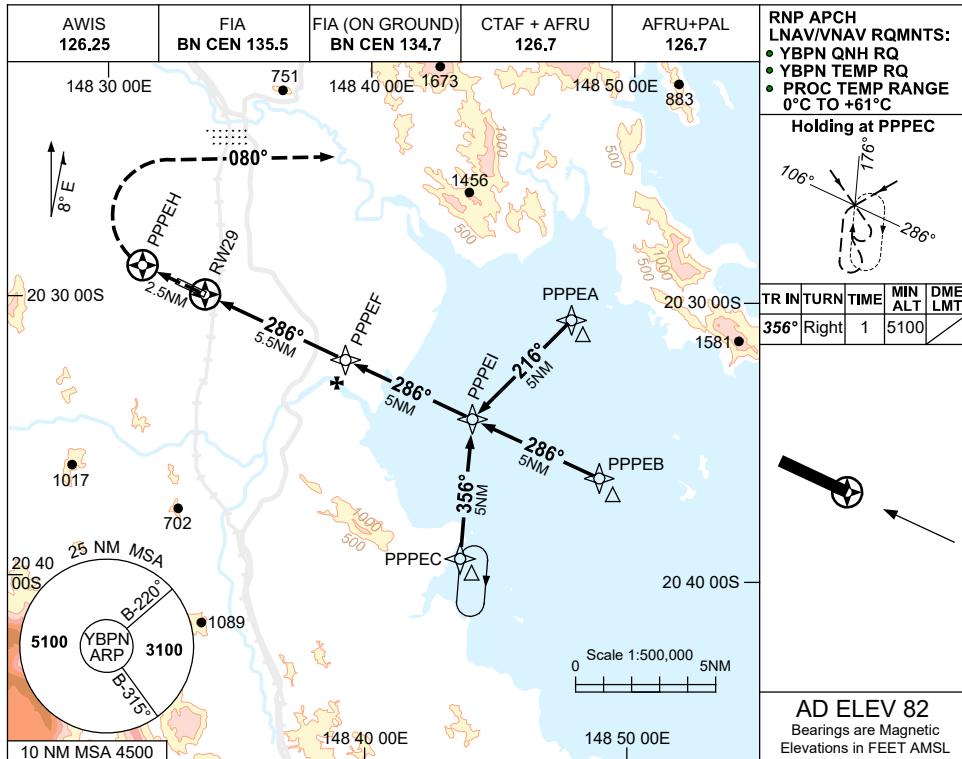 AWIS
126.25
FIA
BN CEN 135.5
FIA (ON GROUND)
BN CEN 134.7
CTAF + AFRU
126.7
AFRU+PAL
126.7
RNP APCH
LNAV/VNAV RQMNTS:
YBPN QNH RQ
YBPN TEMP RQ
PROC TEMP RANGE
0°C TO +61°C
Holding at PPPEC
176°
106°
286°
TR IN TURN TIME MIN ALT DME LMT
356° Right 1 5100
AD ELEV 82
Bearings are Magnetic
Elevations in FEET AMSL
148 30 00E
751
148 40 00E
1673
148 50 00E
883
1000
500
500
080°
8° E
1456
500
PPPEH
RW29
2.5NM
1000
500
20 30 00S
20 30 00S
PPPEA
1581
286°
5.5NM
PPPEF
216°
5NM
PPPEI
286°
5NM
286°
5NM
PPPEB
356°
5NM
1017
702
1000
500
PPPEC
20 40
00S
20 40 00S
25 NM MSA
B-220°
5100
YBPN
ARP
3100
B-315°
1089
Scale 1:500,000
0
5NM
10 NM MSA 4500
148 40 00E
148 50 00E